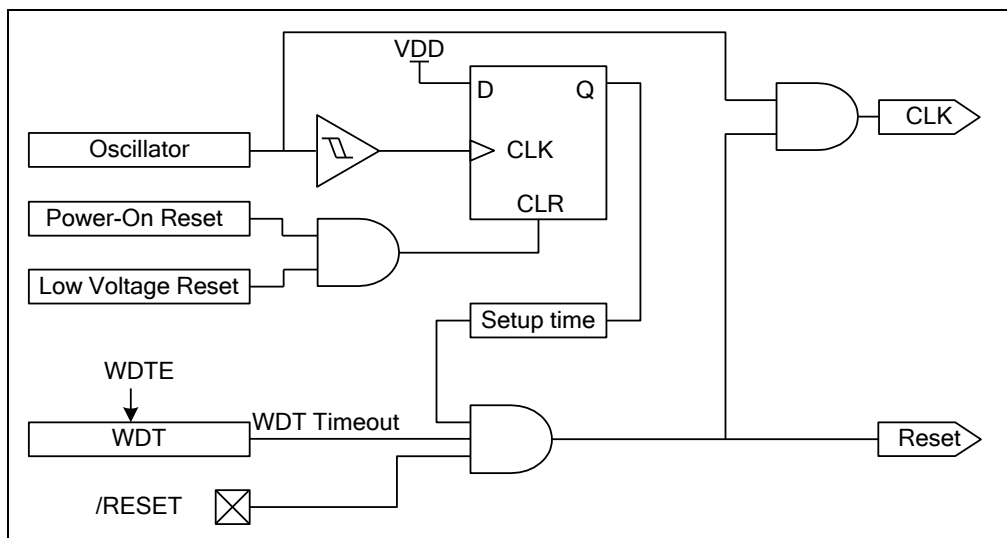 VDD
D
Q
CLK
Oscillator
CLK
CLR
Power-On Reset
Low Voltage Reset
Setup time
WDTE
WDT Timeout
WDT
Reset
/RESET